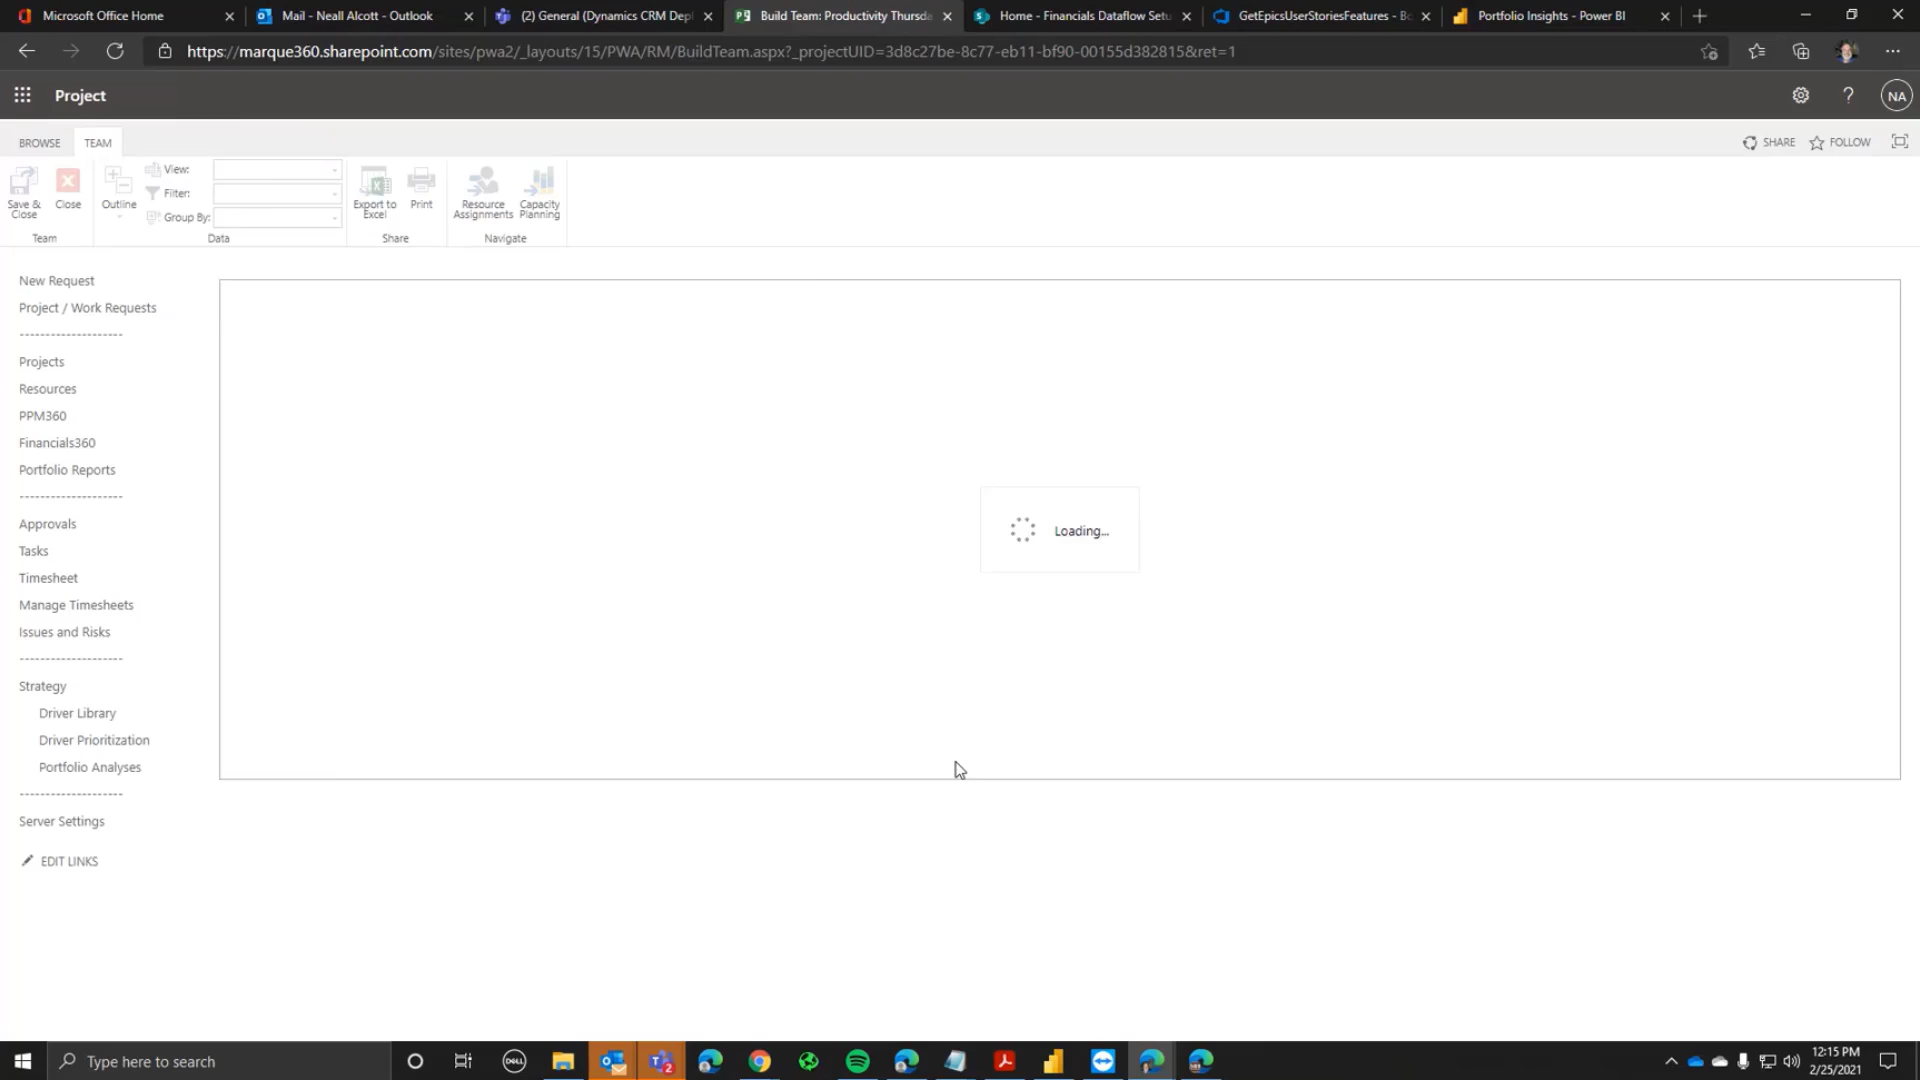 Microsoft Office Home
Mail - Neall Alcott - Outlook
(2) General (Dynamics CRM Depl
Build Team: Productivity Thursda
Home - Financials Dataflow Setu
GetEpicsUserStoriesFeatures - Bo
Portfolio Insights - Power BI
https://marque360.sharepoint.com/sites/pwa2/_layouts/15/PWA/RM/BuildTeam.aspx?_projectUID=3d8c27be-8c77-eb11-bf90-00155d382815&ret=1
Project
NA
BROWSE
TEAM
SHARE
FOLLOW
Save &
Close
Close
Outline
View:
Filter:
Group By:
Export to
Excel
Print
Resource
Assignments
Capacity
Planning
Team
Data
Share
Navigate
New Request
Project / Work Requests
--------------------
Projects
Resources
PPM360
Financials360
Portfolio Reports
--------------------
Approvals
Tasks
Timesheet
Manage Timesheets
Issues and Risks
--------------------
Strategy
Driver Library
Driver Prioritization
Portfolio Analyses
--------------------
Server Settings
EDIT LINKS
Loading...
Type here to search
DELL
2
12:15 PM
2/25/2021